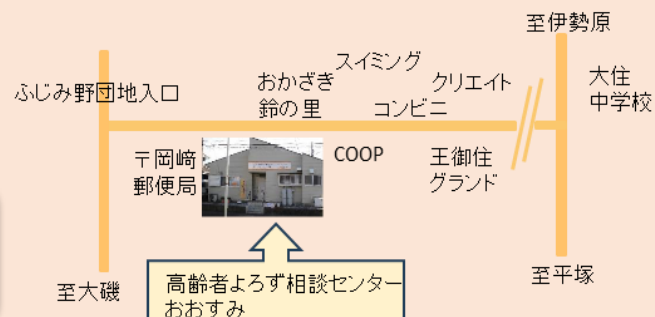 至伊勢原
大住
中学校
スイミング
おかざき
鈴の里
クリエイト
コンビニ
ふじみ野団地入口
〒岡﨑
郵便局
COOP
王御住
グランド
至大磯
至平塚
高齢者よろず相談センター
おおすみ